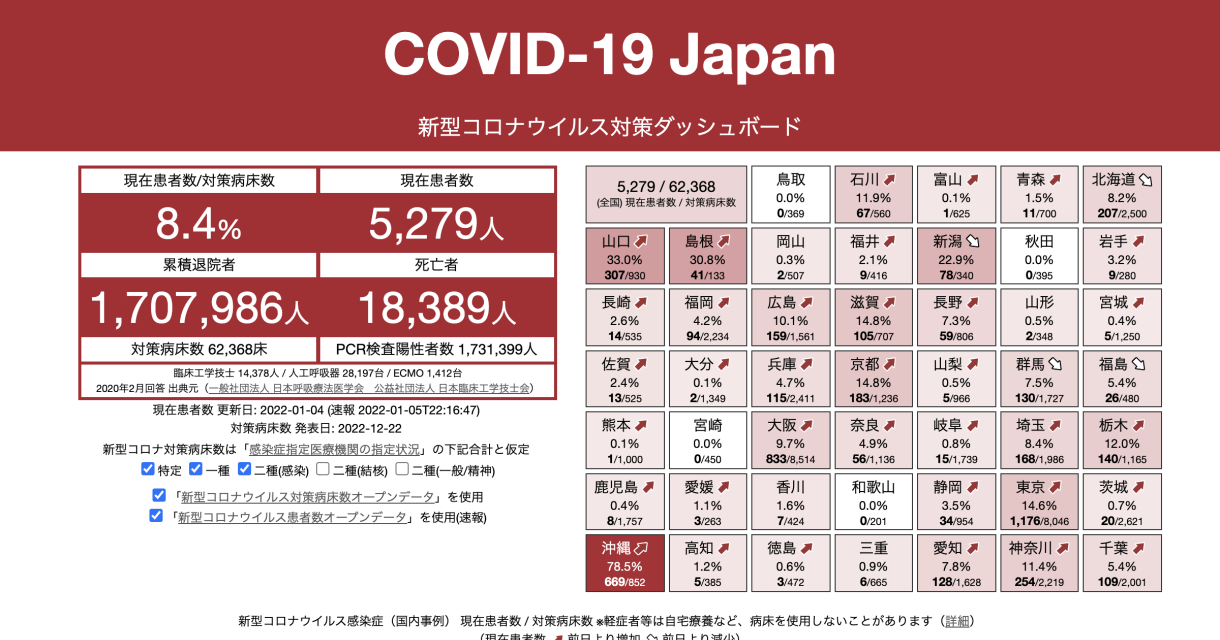 COVID-19 Japan
新型コロナウイルス対策ダッシュボード
現在患者数/対策病床数
現在患者数
8.4%
5,279人
累積退院者
死亡者
1,707,986人
18,389人
対策病床数 62,368床
PCR検査陽性者数 1,731,399人
臨床工学技士 14,378人 / 人工呼吸器 28,197台 / ECMO 1,412台
2020年2月回答 出典元（一般社団法人 日本呼吸療法医学会　公益社団法人 日本臨床工学技士会）
現在患者数 更新日: 2022-01-04 (速報 2022-01-05T22:16:47)
対策病床数 発表日: 2022-12-22
新型コロナ対策病床数は「感染症指定医療機関の指定状況」の下記合計と仮定
特定 一種 二種(感染) 二種(結核) 二種(一般/精神)
「新型コロナウイルス対策病床数オープンデータ」を使用
「新型コロナウイルス患者数オープンデータ」を使用(速報)
5,279 / 62,368
(全国) 現在患者数 / 対策病床数
鳥取
0.0%
0/369
石川
11.9%
67/560
富山
0.1%
1/625
青森
1.5%
11/700
北海道
8.2%
207/2,500
山口
33.0%
307/930
島根
30.8%
41/133
岡山
0.3%
2/507
福井
2.1%
9/416
新潟
22.9%
78/340
秋田
0.0%
0/395
岩手
3.2%
9/280
長崎
2.6%
14/535
福岡
4.2%
94/2,234
広島
10.1%
159/1,561
滋賀
14.8%
105/707
長野
7.3%
59/806
山形
0.5%
2/348
宮城
0.4%
5/1,250
佐賀
2.4%
13/525
大分
0.1%
2/1,349
兵庫
4.7%
115/2,411
京都
14.8%
183/1,236
山梨
0.5%
5/966
群馬
7.5%
130/1,727
福島
5.4%
26/480
熊本
0.1%
1/1,000
宮崎
0.0%
0/450
大阪
9.7%
833/8,514
奈良
4.9%
56/1,136
岐阜
0.8%
15/1,739
埼玉
8.4%
168/1,986
栃木
12.0%
140/1,165
鹿児島
0.4%
8/1,757
愛媛
1.1%
3/263
香川
1.6%
7/424
和歌山
0.0%
0/201
静岡
3.5%
34/954
東京
14.6%
1,176/8,046
茨城
0.7%
20/2,621
沖縄
78.5%
669/852
高知
1.2%
5/385
徳島
0.6%
3/472
三重
0.9%
6/665
愛知
7.8%
128/1,628
神奈川
11.4%
254/2,219
千葉
5.4%
109/2,001
新型コロナウイルス感染症（国内事例） 現在患者数 / 対策病床数 ※軽症者等は自宅療養など、病床を使用しないことがあります（詳細）
（現在患者数 前日より増加 前日より減少）